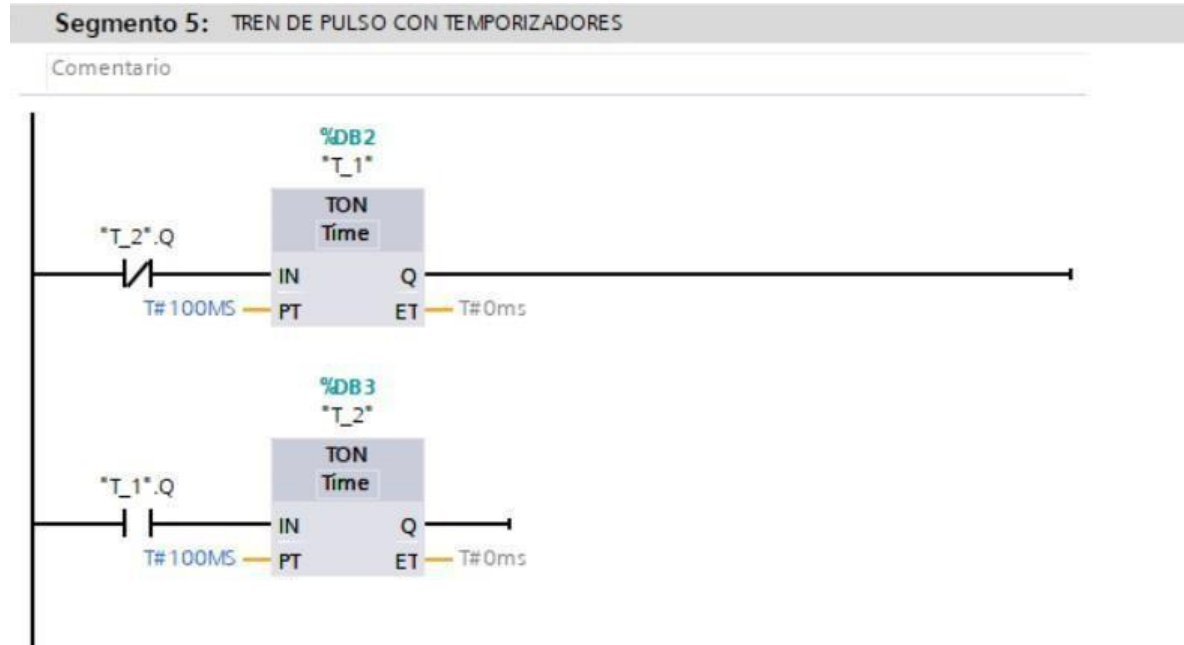 Segmento 5: TREN DE PULSO CON TEMPORIZADORES
Comentario
%DB2
"T_1"
TON
Time
"T_2".Q
IN Q
T#100MS PT ET T#0ms
%DB3
"T_2"
TON
Time
"T_1".Q
IN Q
T#100MS PT ET T#0ms